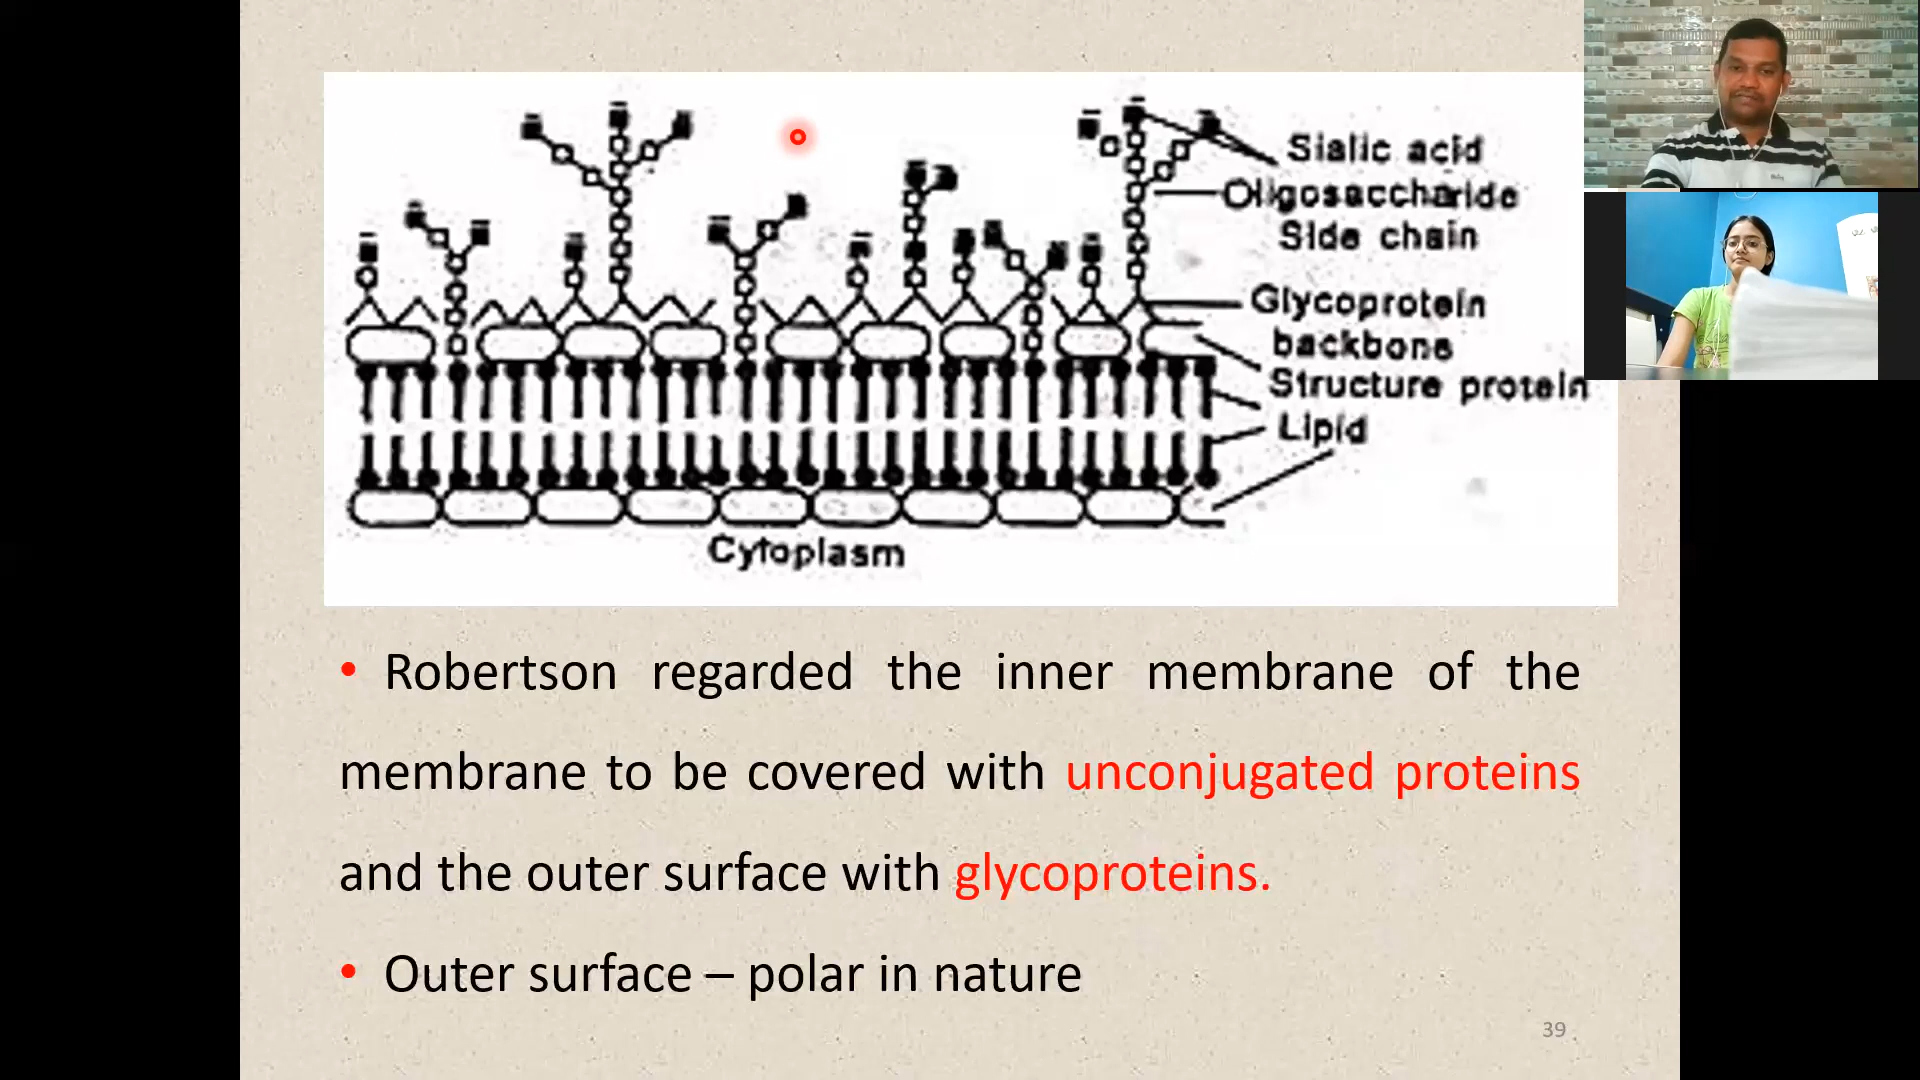 Sialic acid
Oligosaccharide
Side chain
Glycoprotein
backbone
Structure protein
Lipid
Cytoplasm
• Robertson regarded the inner membrane of the
membrane to be covered with unconjugated proteins
and the outer surface with glycoproteins.
• Outer surface – polar in nature
39